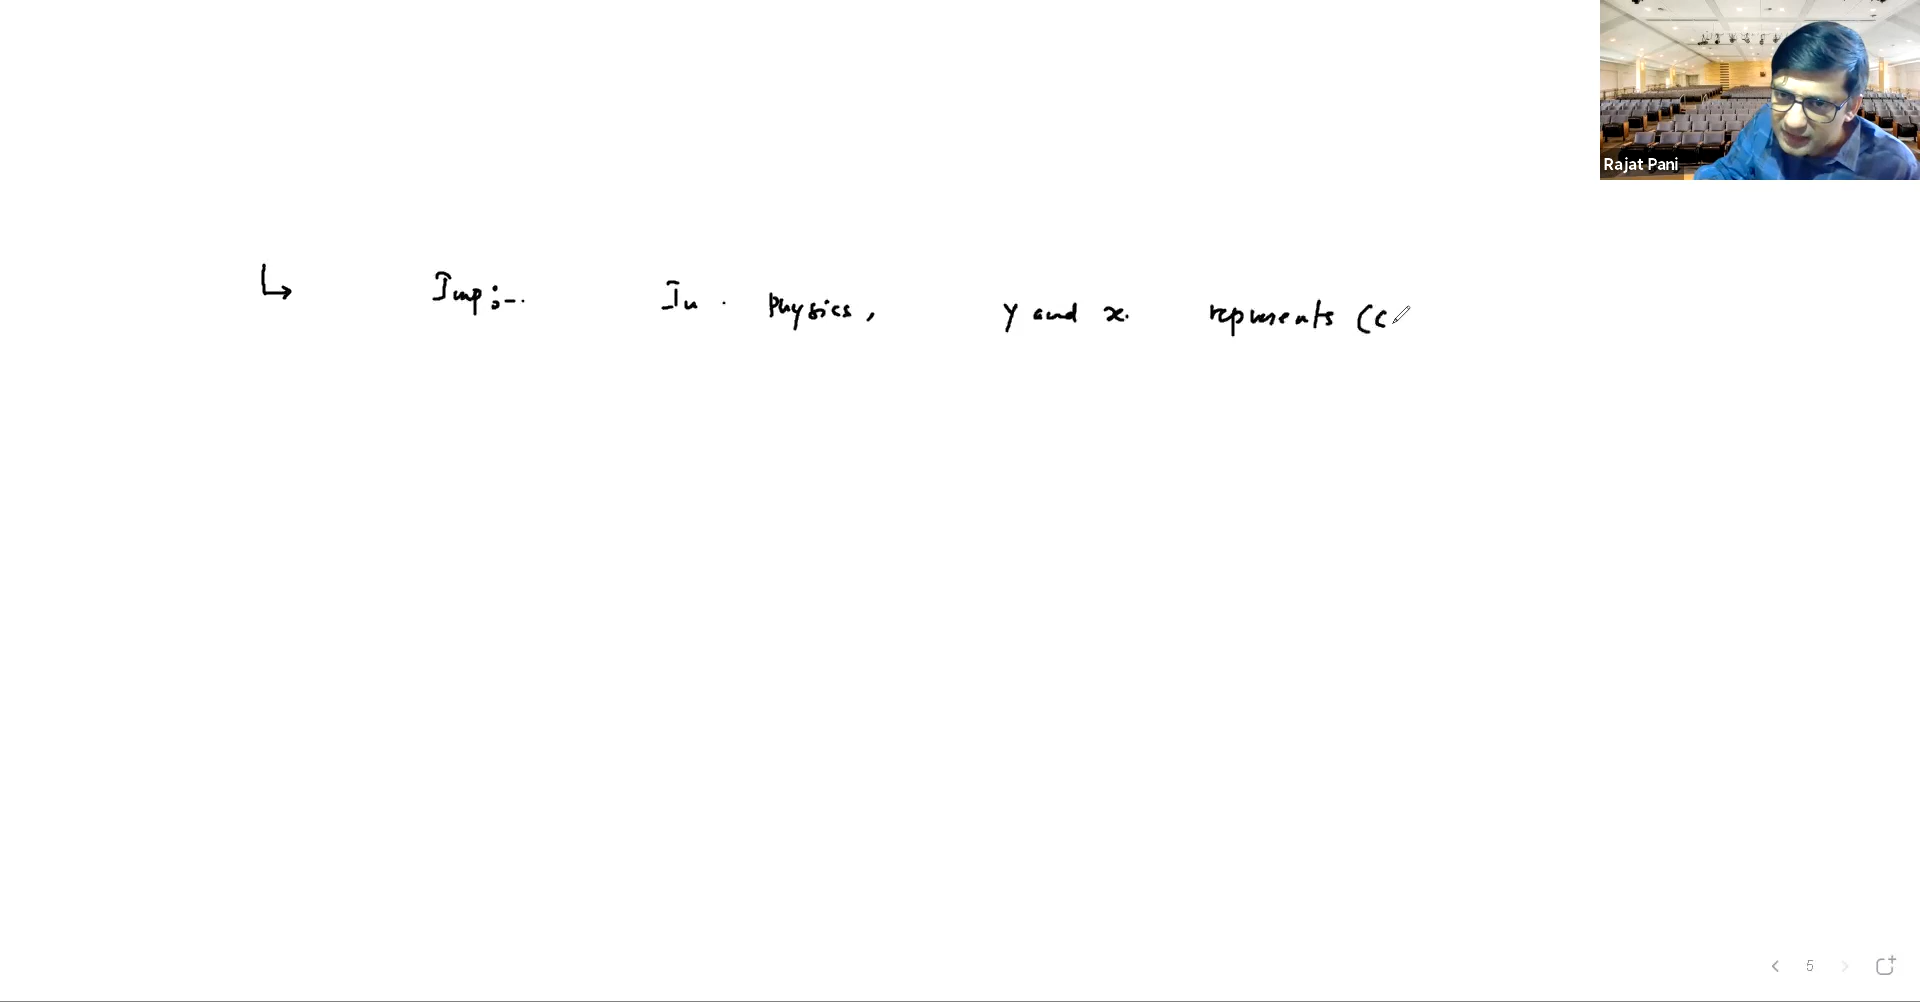 Rajat Pani
↳ Imp:-. In. Physics, y and x. represents (c
5